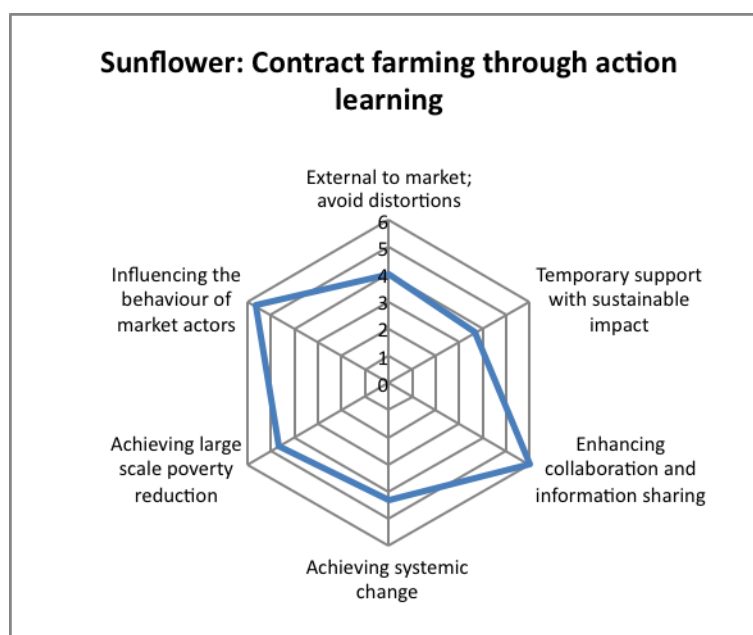 Sunflower: Contract farming through action
learning
External to market;
avoid distortions
6
5
4
3
2
1
0
Temporary support
with sustainable
impact
Enhancing
collaboration and
information sharing
Achieving systemic
change
Achieving large
scale poverty
reduction
Influencing the
behaviour of
market actors